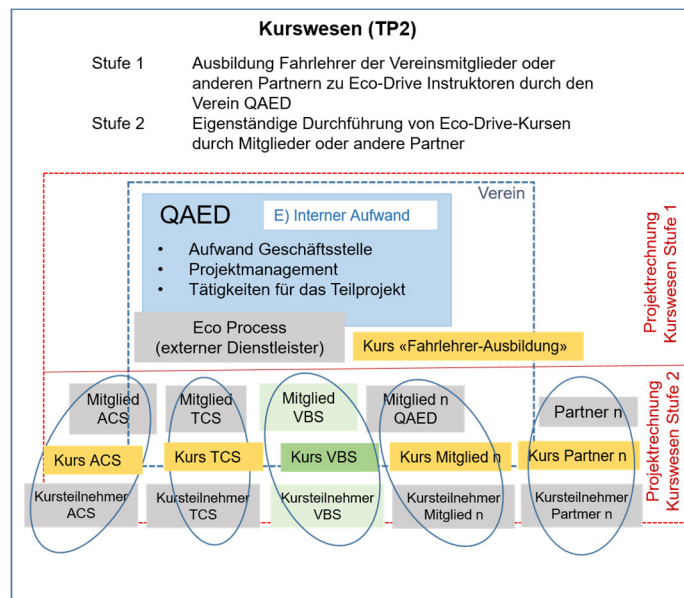 Kurswesen (TP2)
Stufe 1 Ausbildung Fahrlehrer der Vereinsmitglieder oder
anderen Partnern zu Eco-Drive Instruktoren durch den
Verein QAED
Stufe 2 Eigenständige Durchführung von Eco-Drive-Kursen
durch Mitglieder oder andere Partner
Verein
QAED
E) Interner Aufwand
• Aufwand Geschäftsstelle
• Projektmanagement
• Tätigkeiten für das Teilprojekt
Eco Process
(externer Dienstleister)
Kurs «Fahrlehrer-Ausbildung»
Projektrechnung
Kurswesen Stufe 1
Mitglied
ACS
Mitglied
TCS
Mitglied
VBS
Mitglied n
QAED
Partner n
Kurs ACS
Kurs TCS
Kurs VBS
Kurs Mitglied n
Kurs Partner n
Kursteilnehmer
ACS
Kursteilnehmer
TCS
Kursteilnehmer
VBS
Kursteilnehmer
Mitglied n
Kursteilnehmer
Partner n
Projektrechnung
Kurswesen Stufe 2